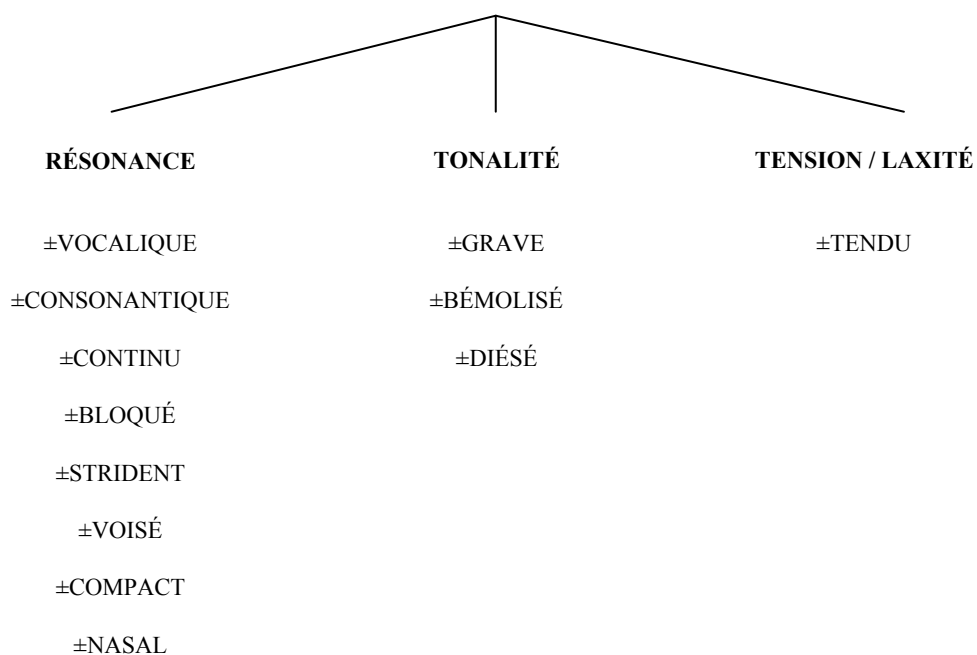 RÉSONANCE TONALITÉ TENSION / LAXITÉ
±VOCALIQUE ±GRAVE ±TENDU
±CONSONANTIQUE ±BÉMOLISÉ
±CONTINU ±DIÉSÉ
±BLOQUÉ
±STRIDENT
±VOISÉ
±COMPACT
±NASAL